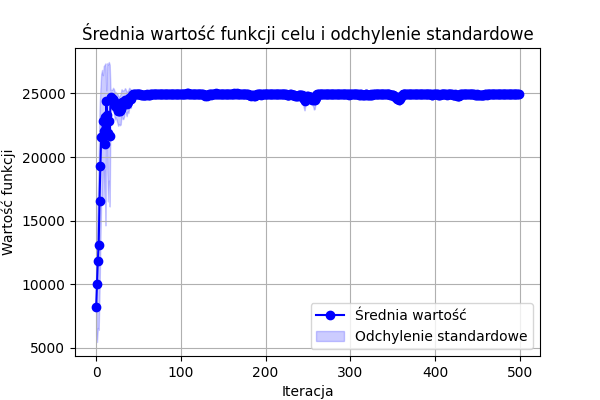 Średnia wartość funkcji celu i odchylenie standardowe
Wartość funkcji
25000
20000
15000
10000
5000
0 100 200 300 400 500
Iteracja
Średnia wartość
Odchylenie standardowe